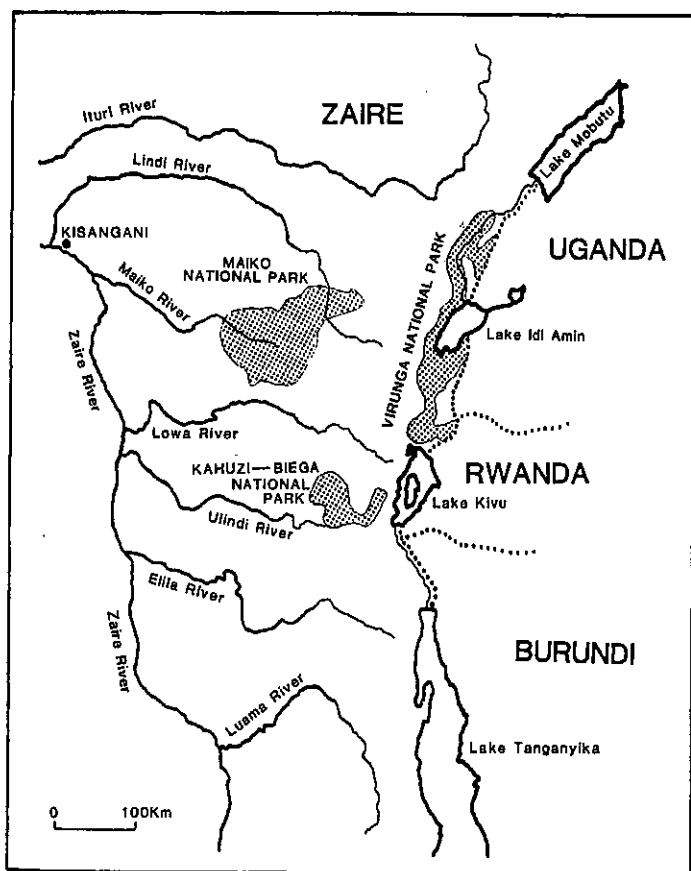 ZAIRE
Ituri River
Lake Mobutu
Lindi River
KISANGANI
UGANDA
MAIKO
NATIONAL PARK
Maiko River
VIRUNGA NATIONAL PARK
Lake Idi Amin
Zaire River
Lowa River
KAHUZI—BIEGA
NATIONAL
PARK
RWANDA
Lake Kivu
Ulindi River
Elila River
Zaire River
BURUNDI
Luama River
Lake Tanganyika
0 100Km